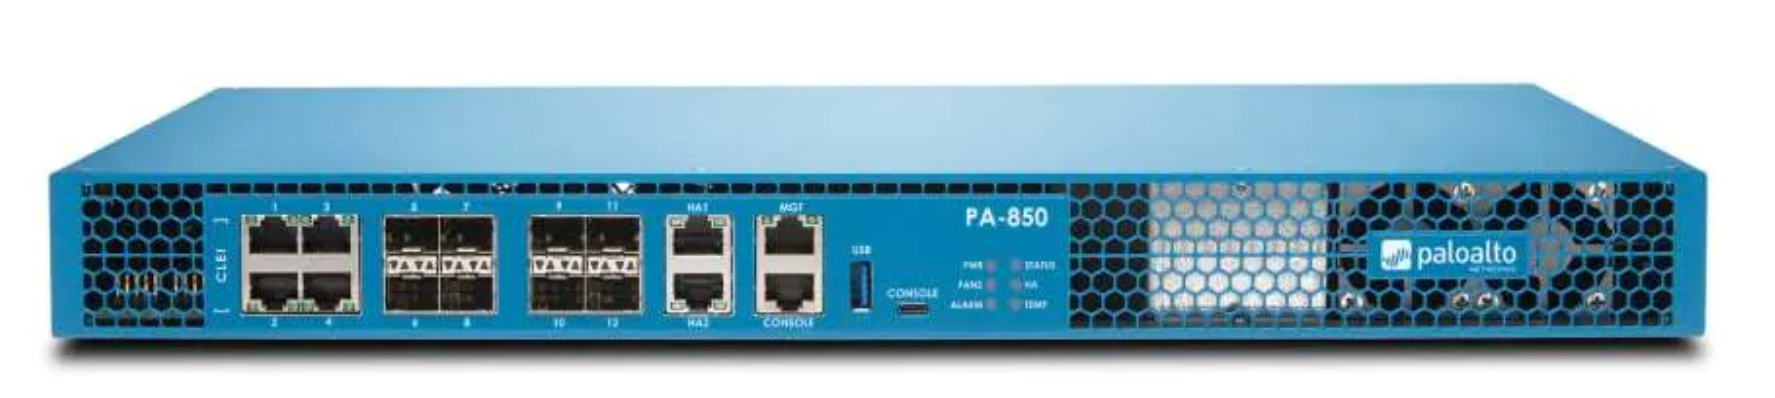 1 3 5 7 9 11 HA1 MGT
PA-850
CLEI
USB
PWR STATUS
FANS HA
ALARM TEMP
CONSOLE
2 4 6 8 10 12 HA2 CONSOLE
paloalto
NETWORKS